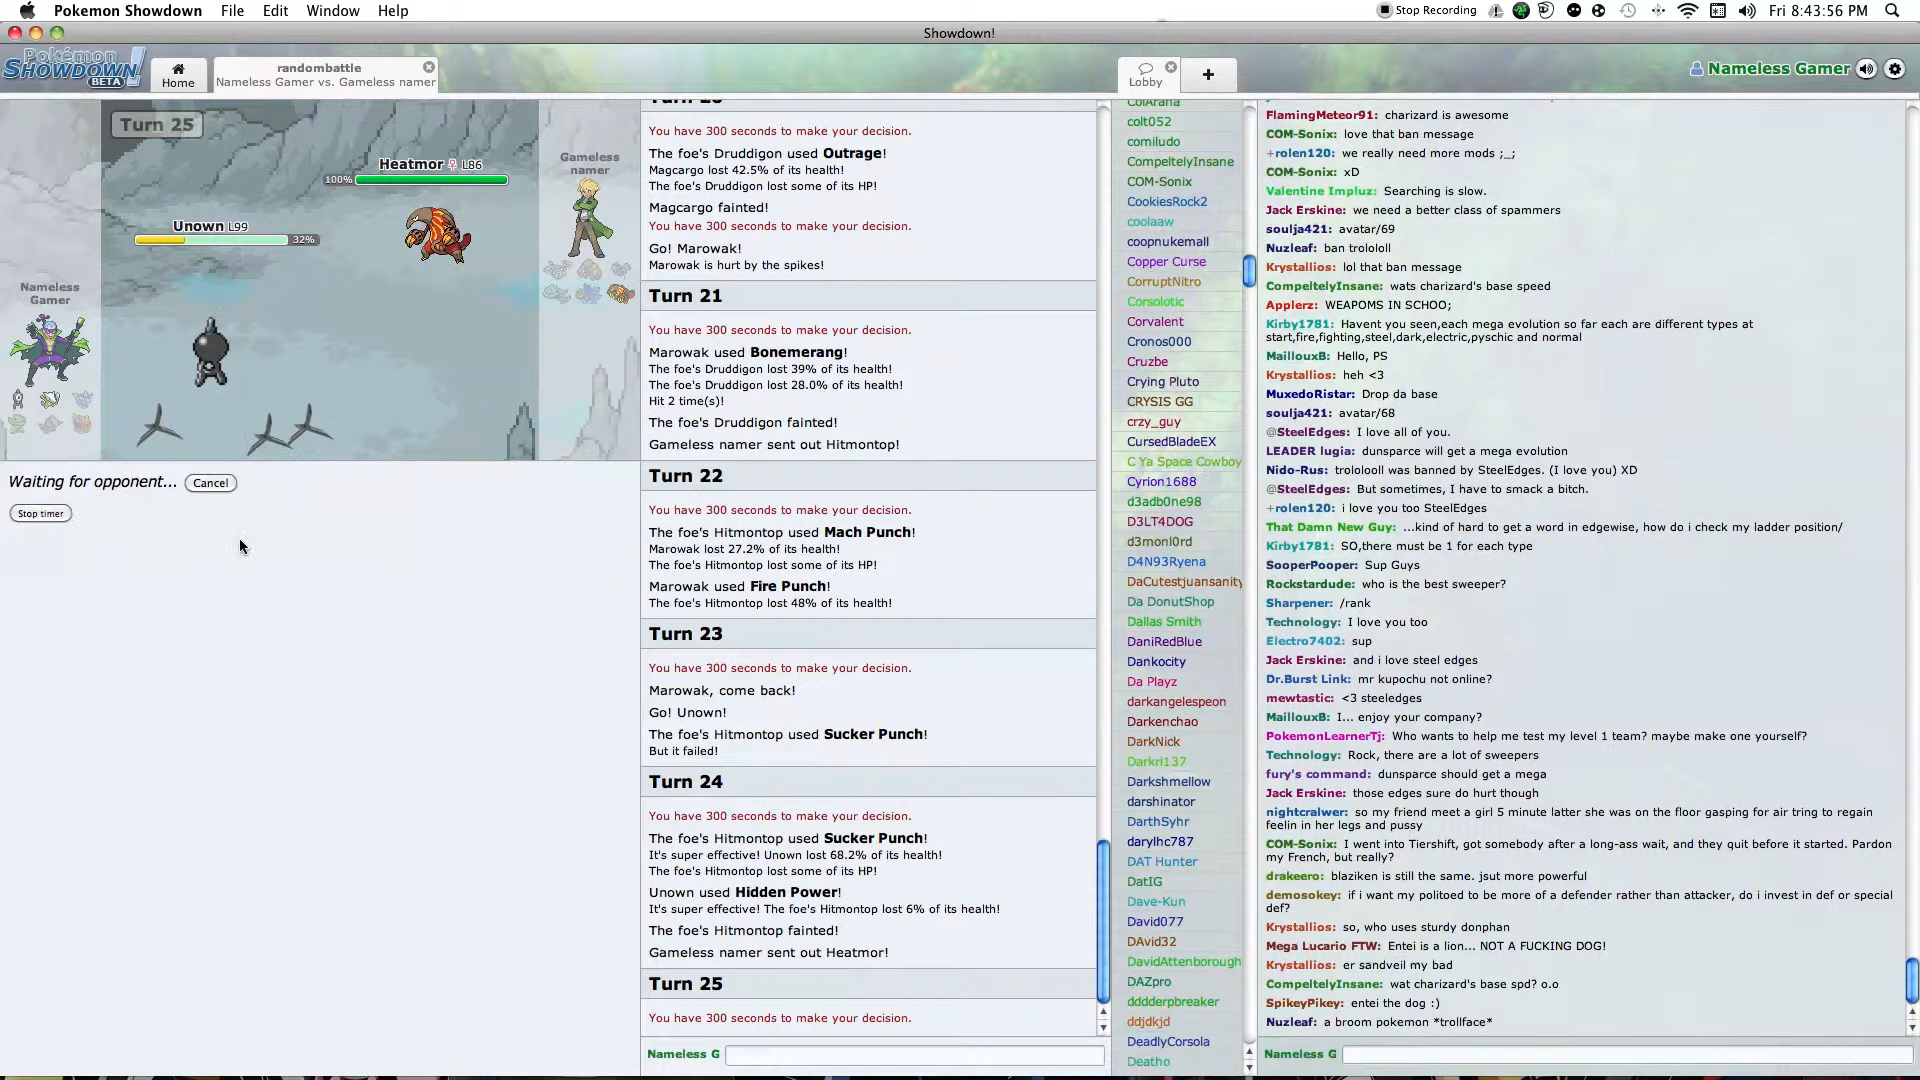 Pokemon Showdown File Edit Window Help
Stop Recording Fri 8:43:56 PM
Showdown!
Pokémon
SHOWDOWN!
BETA
Home
randombattle
Nameless Gamer vs. Gameless namer
Lobby
+
Nameless Gamer
Turn 25
Heatmor ♀ L86
100%
Unown L99
32%
Gameless
namer
Nameless
Gamer
Waiting for opponent... Cancel
Stop timer
You have 300 seconds to make your decision.
The foe's Druddigon used Outrage!
Magcargo lost 42.5% of its health!
The foe's Druddigon lost some of its HP!
Magcargo fainted!
You have 300 seconds to make your decision.
Go! Marowak!
Marowak is hurt by the spikes!
Turn 21
You have 300 seconds to make your decision.
Marowak used Bonemerang!
The foe's Druddigon lost 39% of its health!
The foe's Druddigon lost 28.0% of its health!
Hit 2 time(s)!
The foe's Druddigon fainted!
Gameless namer sent out Hitmontop!
Turn 22
You have 300 seconds to make your decision.
The foe's Hitmontop used Mach Punch!
Marowak lost 27.2% of its health!
The foe's Hitmontop lost some of its HP!
Marowak used Fire Punch!
The foe's Hitmontop lost 48% of its health!
Turn 23
You have 300 seconds to make your decision.
Marowak, come back!
Go! Unown!
The foe's Hitmontop used Sucker Punch!
But it failed!
Turn 24
You have 300 seconds to make your decision.
The foe's Hitmontop used Sucker Punch!
It's super effective! Unown lost 68.2% of its health!
The foe's Hitmontop lost some of its HP!
Unown used Hidden Power!
It's super effective! The foe's Hitmontop lost 6% of its health!
The foe's Hitmontop fainted!
Gameless namer sent out Heatmor!
Turn 25
You have 300 seconds to make your decision.
Nameless G
ColArana
colt052
comiludo
CompeltelyInsane
COM-Sonix
CookiesRock2
coolaaw
coopnukemall
Copper Curse
CorruptNitro
Corsolotic
Corvalent
Cronos000
Cruzbe
Crying Pluto
CRYSIS GG
crzy_guy
CursedBladeEX
C Ya Space Cowboy
Cyrion1688
d3adb0ne98
D3LT4DOG
d3monl0rd
D4N93Ryena
DaCutestjuansanity
Da DonutShop
Dallas Smith
DaniRedBlue
Dankocity
Da Playz
darkangelespeon
Darkenchao
DarkNick
Darkri137
Darkshmellow
darshinator
DarthSyhr
darylhc787
DAT Hunter
DatIG
Dave-Kun
David077
DAvid32
DavidAttenborough
DAZpro
dddderpbreaker
ddjdkjd
DeadlyCorsola
Deatho
FlamingMeteor91: charizard is awesome
COM-Sonix: love that ban message
+rolen120: we really need more mods ;_;
COM-Sonix: xD
Valentine Impluz: Searching is slow.
Jack Erskine: we need a better class of spammers
soulja421: avatar/69
Nuzleaf: ban trolololl
Krystallios: lol that ban message
CompeltelyInsane: wats charizard's base speed
Applerz: WEAPOMS IN SCHOO;
Kirby1781: Havent you seen,each mega evolution so far each are different types at
start,fire,fighting,steel,dark,electric,pyschic and normal
MaillouxB: Hello, PS
Krystallios: heh <3
MuxedoRistar: Drop da base
soulja421: avatar/68
@SteelEdges: I love all of you.
LEADER lugia: dunsparce will get a mega evolution
Nido-Rus: trolololl was banned by SteelEdges. (I love you) XD
@SteelEdges: But sometimes, I have to smack a bitch.
+rolen120: i love you too SteelEdges
That Damn New Guy: ...kind of hard to get a word in edgewise, how do i check my ladder position/
Kirby1781: SO,there must be 1 for each type
SooperPooper: Sup Guys
Rockstardude: who is the best sweeper?
Sharpener: /rank
Technology: I love you too
Electro7402: sup
Jack Erskine: and i love steel edges
Dr.Burst Link: mr kupochu not online?
mewtastic: <3 steeledges
MaillouxB: I... enjoy your company?
PokemonLearnerTj: Who wants to help me test my level 1 team? maybe make one yourself?
Technology: Rock, there are a lot of sweepers
fury's command: dunsparce should get a mega
Jack Erskine: those edges sure do hurt though
nightcralwer: so my friend meet a girl 5 minute latter she was on the floor gasping for air tring to regain
feelin in her legs and pussy
COM-Sonix: I went into Tiershift, got somebody after a long-ass wait, and they quit before it started. Pardon
my French, but really?
drakeero: blaziken is still the same. jsut more powerful
demosokey: if i want my politoed to be more of a defender rather than attacker, do i invest in def or special
def?
Krystallios: so, who uses sturdy donphan
Mega Lucario FTW: Entei is a lion... NOT A FUCKING DOG!
Krystallios: er sandveil my bad
CompeltelyInsane: wat charizard's base spd? o.o
SpikeyPikey: entei the dog :)
Nuzleaf: a broom pokemon *trollface*
Nameless G